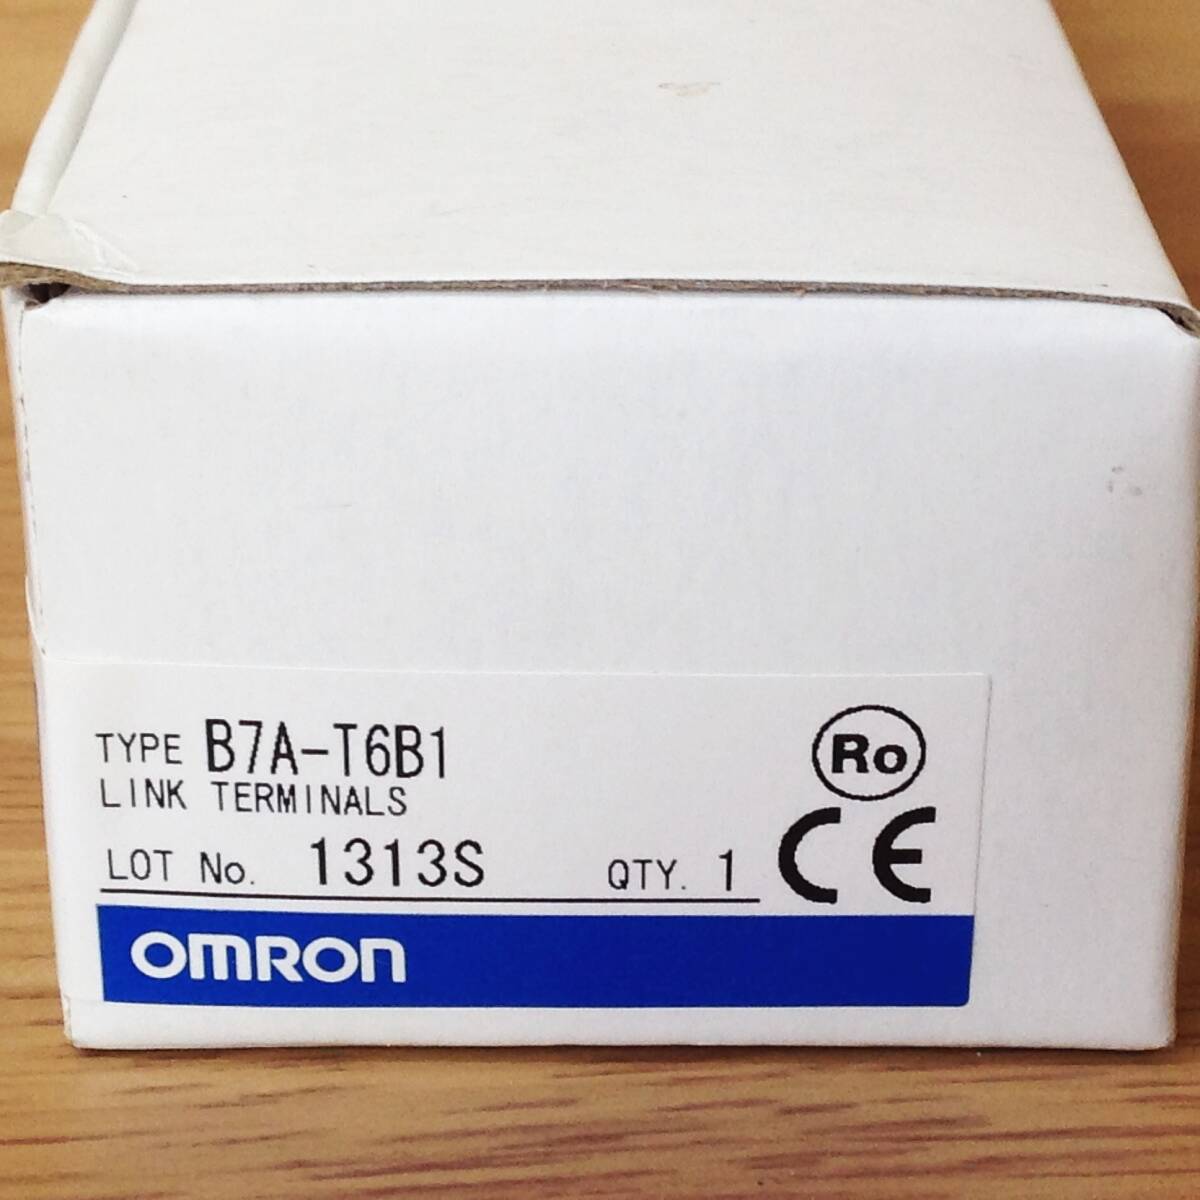 TYPE B7A-T6B1
LINK TERMINALS
LOT No. 1313S QTY. 1
Ro
CE
OMRON